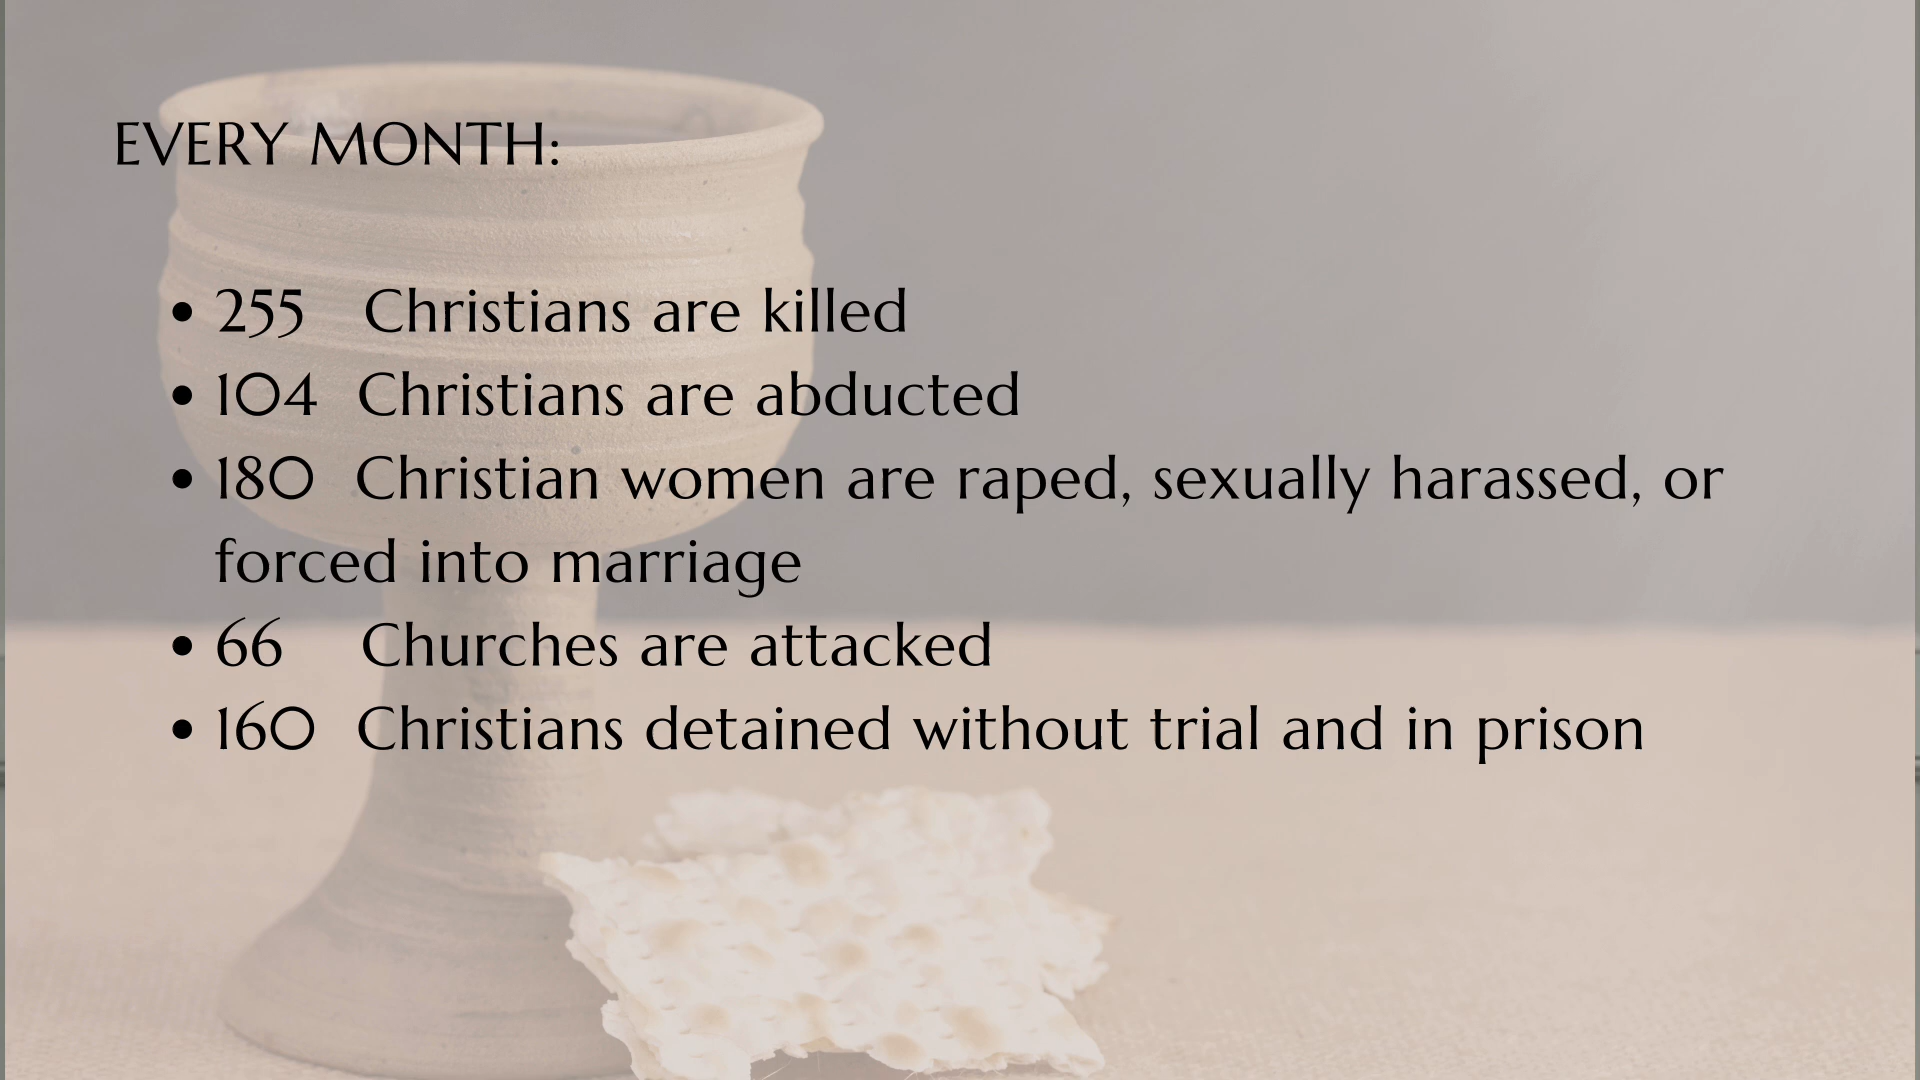 EVERY MONTH:
• 255 Christians are killed
• 104 Christians are abducted
• 180 Christian women are raped, sexually harassed, or
forced into marriage
• 66 Churches are attacked
• 160 Christians detained without trial and in prison